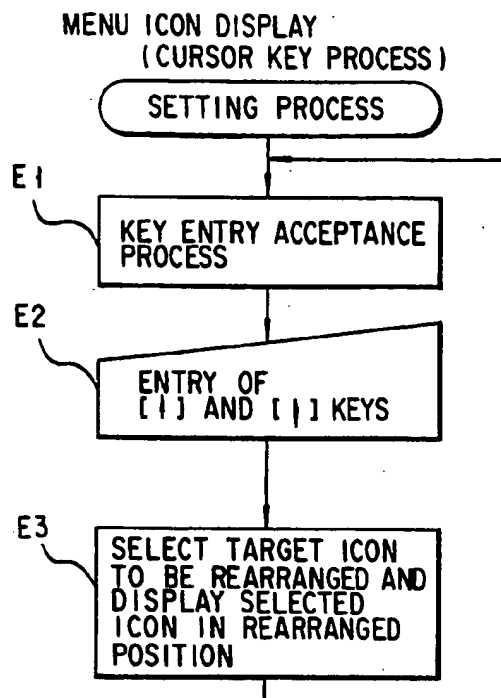 MENU ICON DISPLAY
(CURSOR KEY PROCESS)
SETTING PROCESS
E1
KEY ENTRY ACCEPTANCE
PROCESS
E2
ENTRY OF
[↑] AND [↓] KEYS
E3
SELECT TARGET ICON
TO BE REARRANGED AND
DISPLAY SELECTED
ICON IN REARRANGED
POSITION